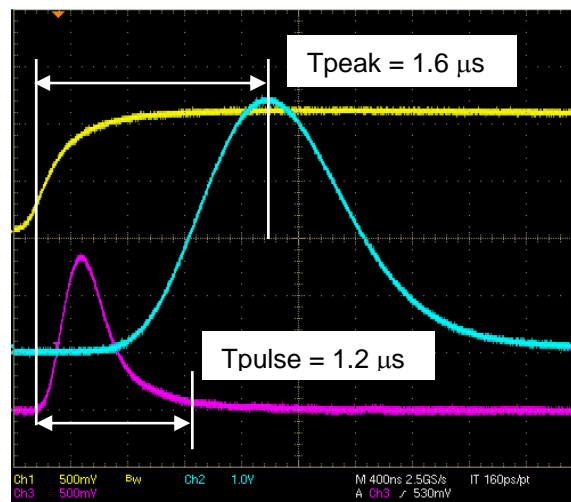 Tpeak = 1.6 μs
Tpulse = 1.2 μs
Ch1 500mV Bw Ch2 1.0V M 400ns 2.5GS/s IT 160ps/pt
Ch3 500mV A Ch3 ∕ 530mV